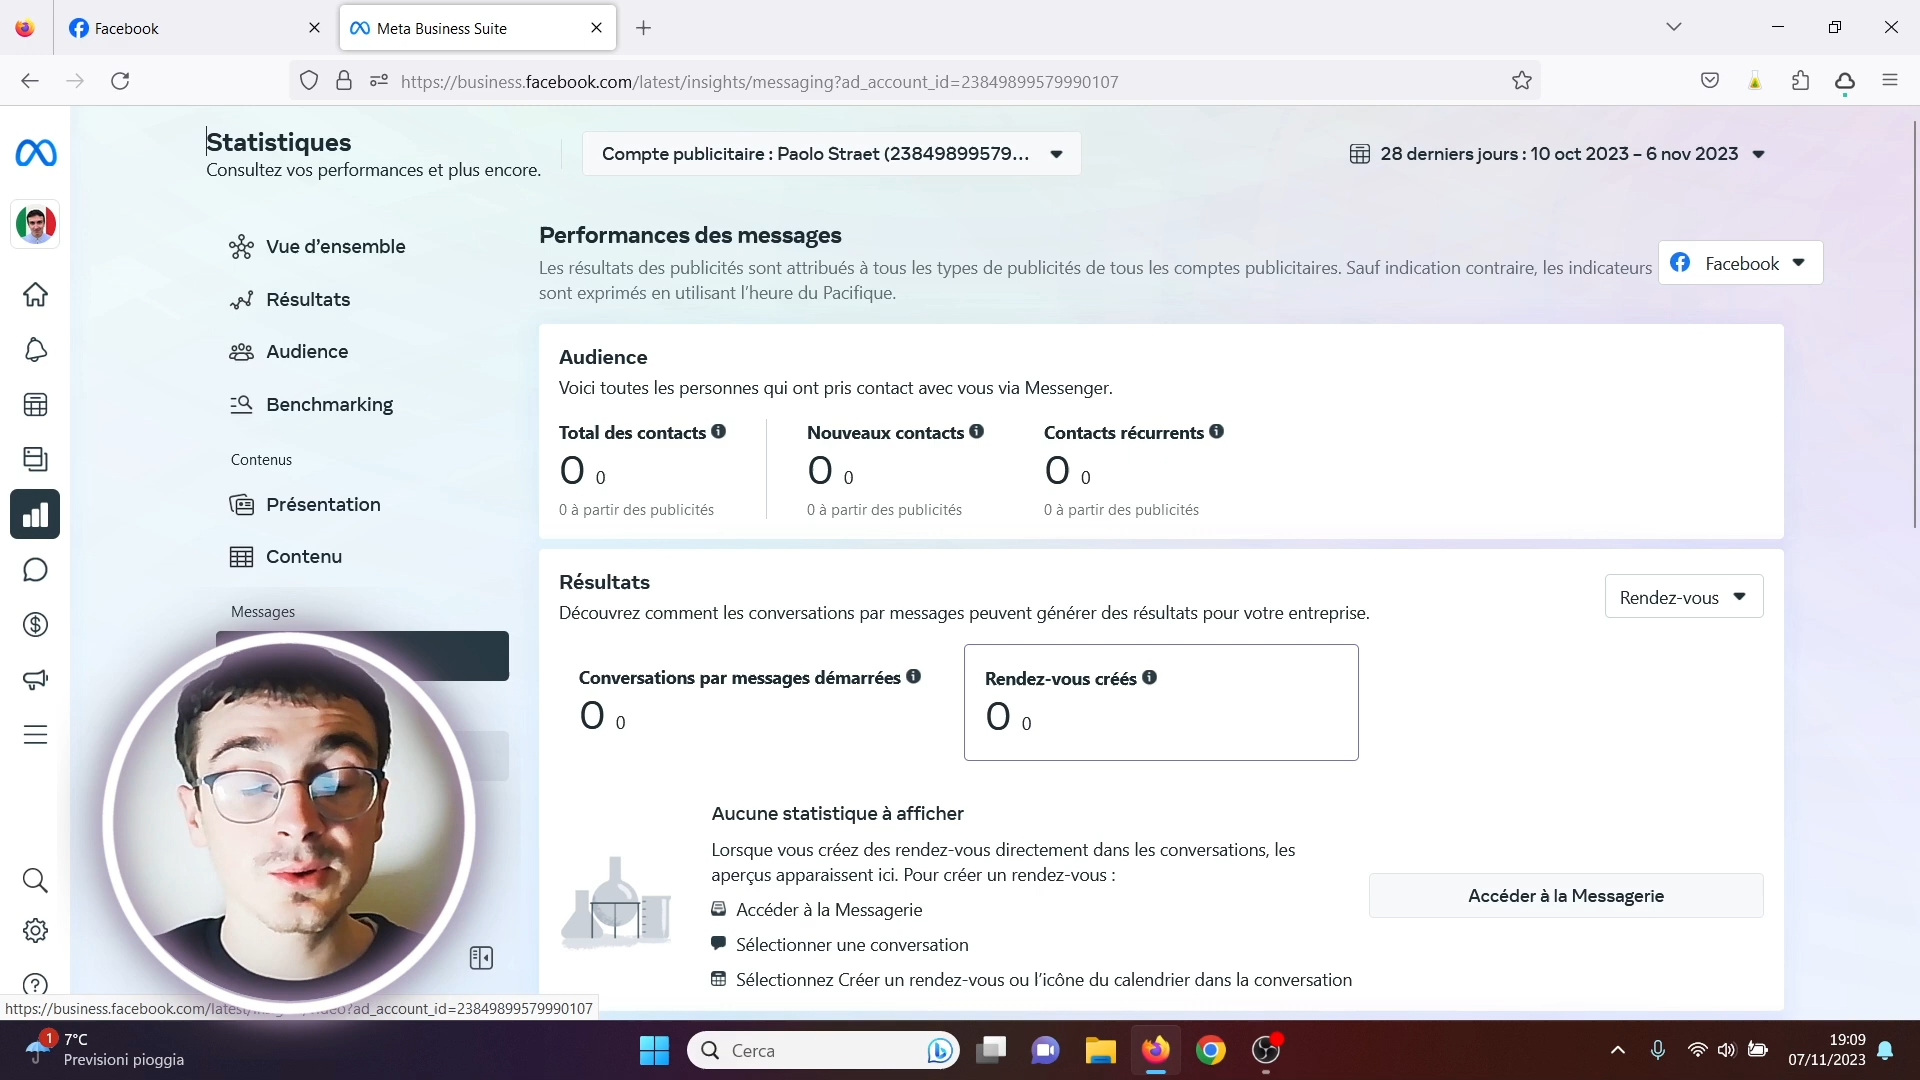 Facebook
Meta Business Suite
https://business.facebook.com/latest/insights/messaging?ad_account_id=23849899579990107
Statistiques
Consultez vos performances et plus encore.
Compte publicitaire : Paolo Straet (23849899579...
28 derniers jours : 10 oct 2023 – 6 nov 2023
Vue d’ensemble
Résultats
Audience
Benchmarking
Contenus
Présentation
Contenu
Messages
Performances des messages
Les résultats des publicités sont attribués à tous les types de publicités de tous les comptes publicitaires. Sauf indication contraire, les indicateurs
sont exprimés en utilisant l’heure du Pacifique.
Facebook
Audience
Voici toutes les personnes qui ont pris contact avec vous via Messenger.
Total des contacts
0 0
0 à partir des publicités
Nouveaux contacts
0 0
0 à partir des publicités
Contacts récurrents
0 0
0 à partir des publicités
Résultats
Découvrez comment les conversations par messages peuvent générer des résultats pour votre entreprise.
Rendez-vous
Conversations par messages démarrées
0 0
Rendez-vous créés
0 0
Aucune statistique à afficher
Lorsque vous créez des rendez-vous directement dans les conversations, les
aperçus apparaissent ici. Pour créer un rendez-vous :
Accéder à la Messagerie
Sélectionner une conversation
Sélectionnez Créer un rendez-vous ou l’icône du calendrier dans la conversation
Accéder à la Messagerie
https://business.facebook.com/latest/
ad_account_id=23849899579990107
1
7°C
Previsioni pioggia
Cerca
19:09
07/11/2023